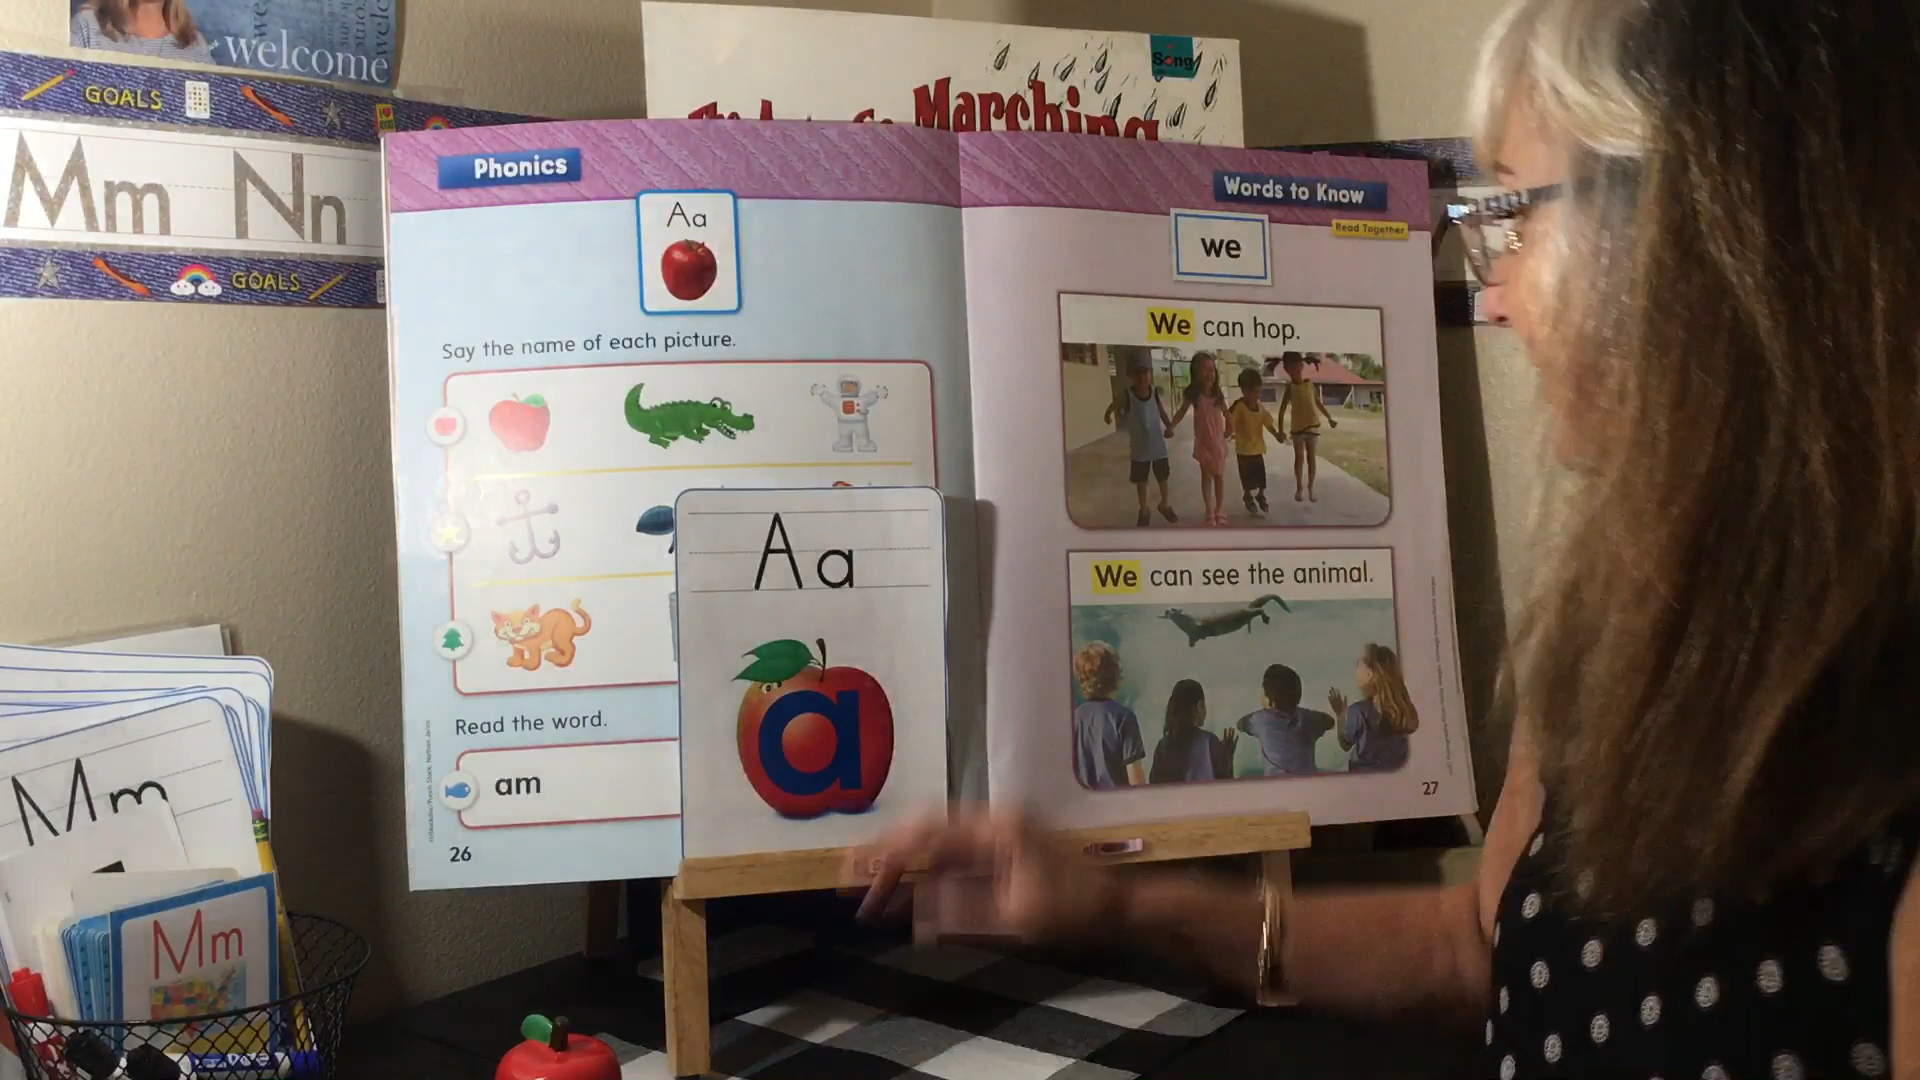 welcome
GOALS
Mm Nn
GOALS
Song
Marching
Phonics
Aa
Say the name of each picture.
Read the word.
am
26
Aa
a
Words to Know
Read Together
we
We can hop.
We can see the animal.
27
Mm
Mm